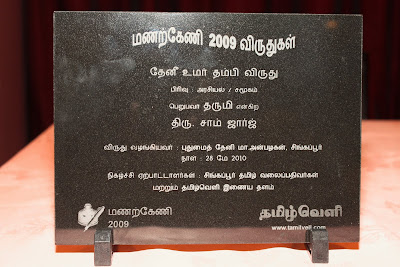 மணற்கேணி 2009 விருதுகள்
தேனீ உமர் தம்பி விருது
பிரிவு : அரசியல் / சமூகம்
பெறுபவர் தருமி என்கிற
திரு. சாம் ஜார்ஜ்
விருது வழங்கியவர் : புதுமைத் தேனி மா.அன்பழகன், சிங்கப்பூர்
நாள் : 28 மே 2010
நிகழ்ச்சி ஏற்பாட்டாளர்கள் : சிங்கப்பூர் தமிழ் வலைப்பதிவர்கள்
மற்றும் தமிழ்வெளி இணைய தளம்
மணற்கேணி
2009
தமிழ்வெளி
www.tamilveli.com